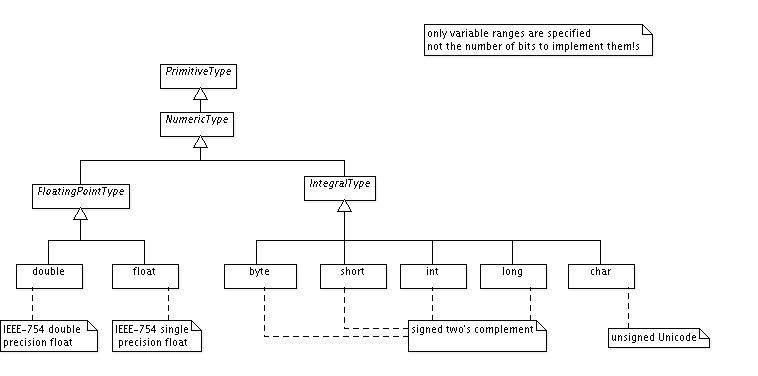 only variable ranges are specified
not the number of bits to implement them!s
PrimitiveType
NumericType
FloatingPointType
IntegralType
double
float
byte
short
int
long
char
IEEE-754 double
precision float
IEEE-754 single
precision float
signed two's complement
unsigned Unicode